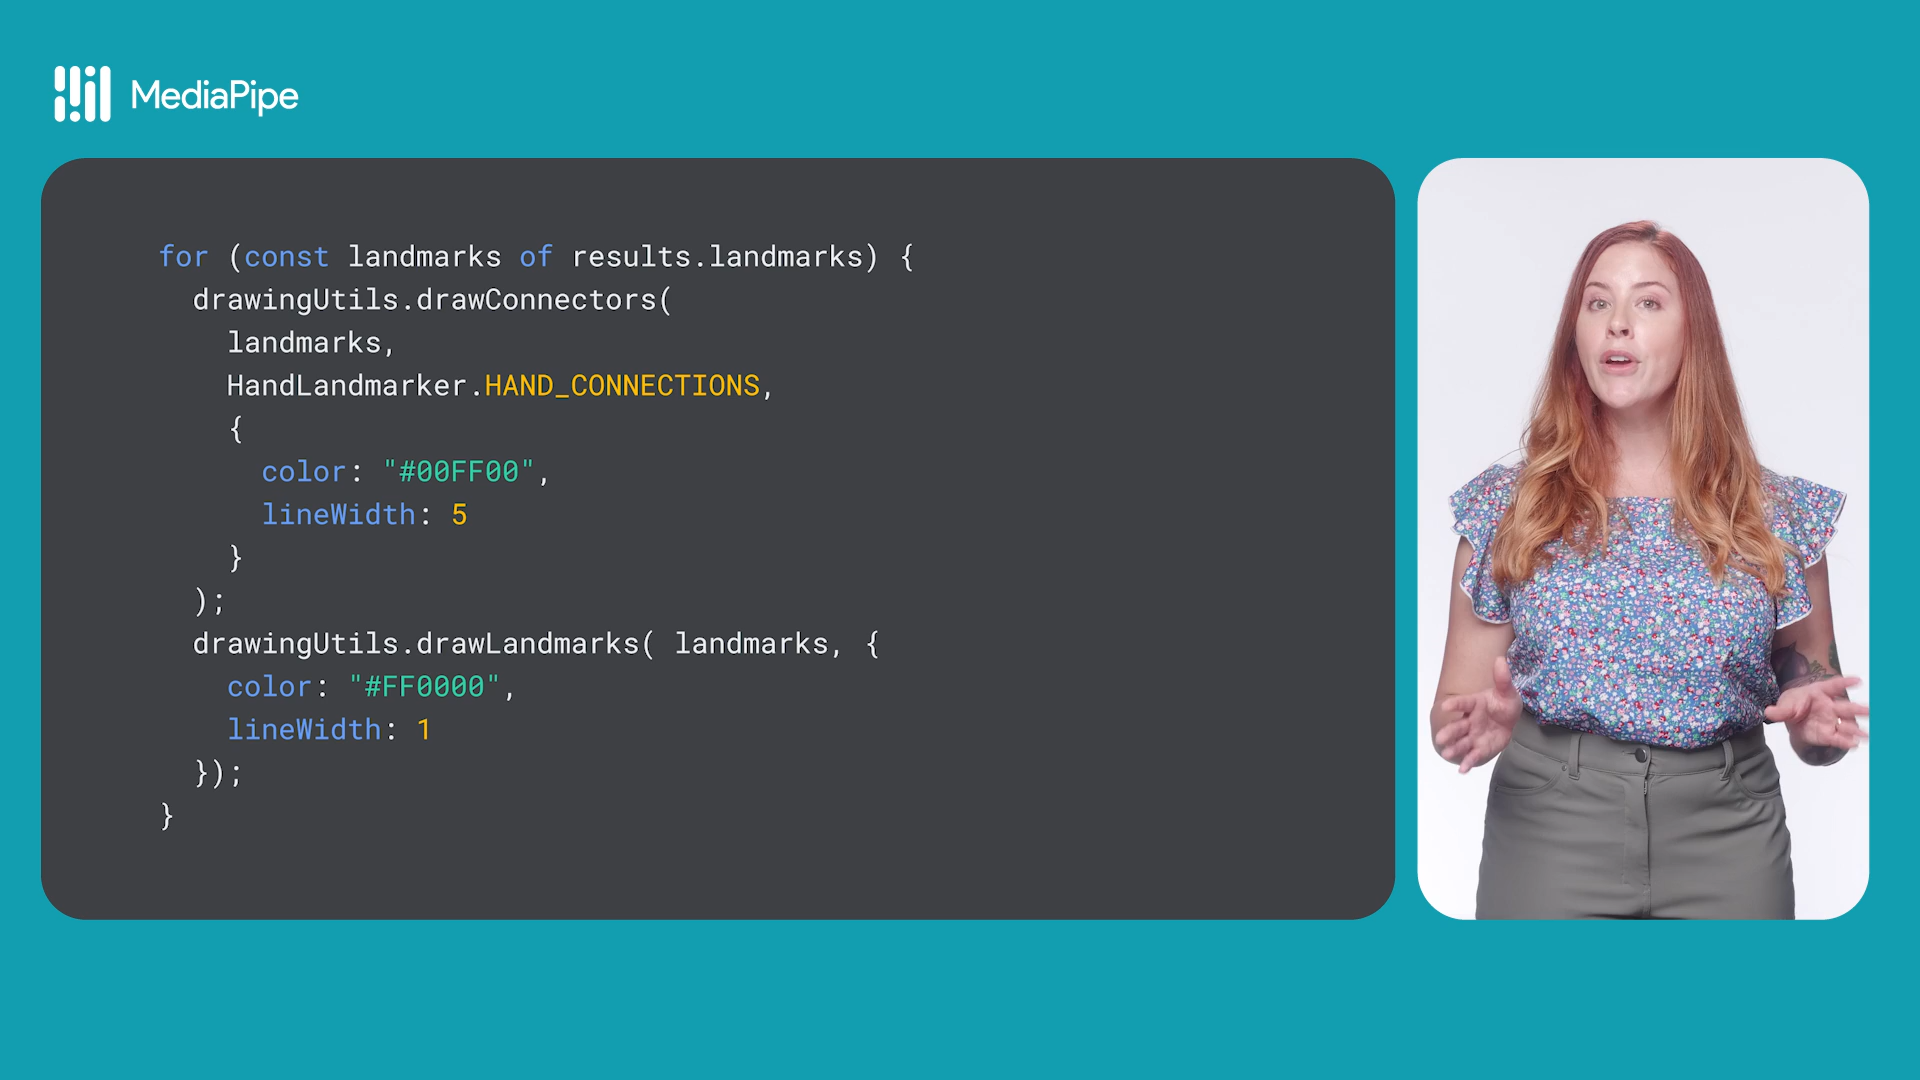 MediaPipe
for (const landmarks of results.landmarks) {
  drawingUtils.drawConnectors(
    landmarks,
    HandLandmarker.HAND_CONNECTIONS,
    {
      color: "#00FF00",
      lineWidth: 5
    }
  );
  drawingUtils.drawLandmarks( landmarks, {
    color: "#FF0000",
    lineWidth: 1
  });
}